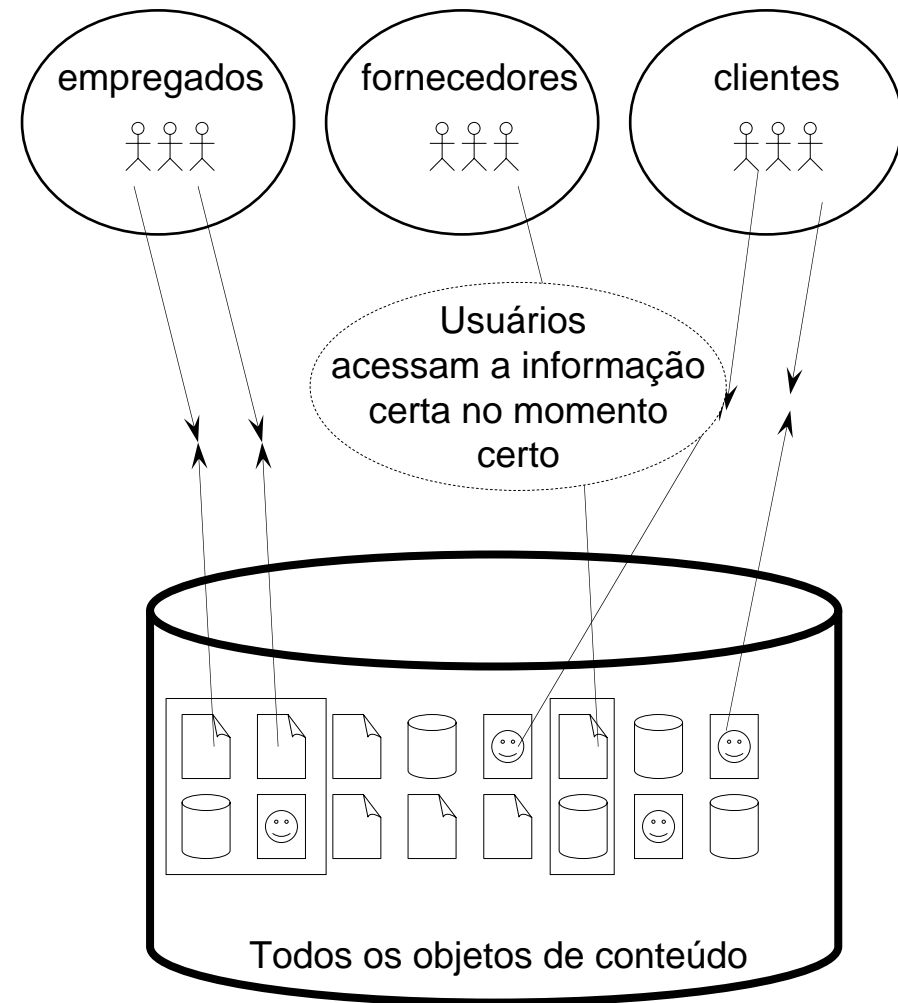 empregados
fornecedores
clientes
Usuários
acessam a informação
certa no momento
certo
Todos os objetos de conteúdo